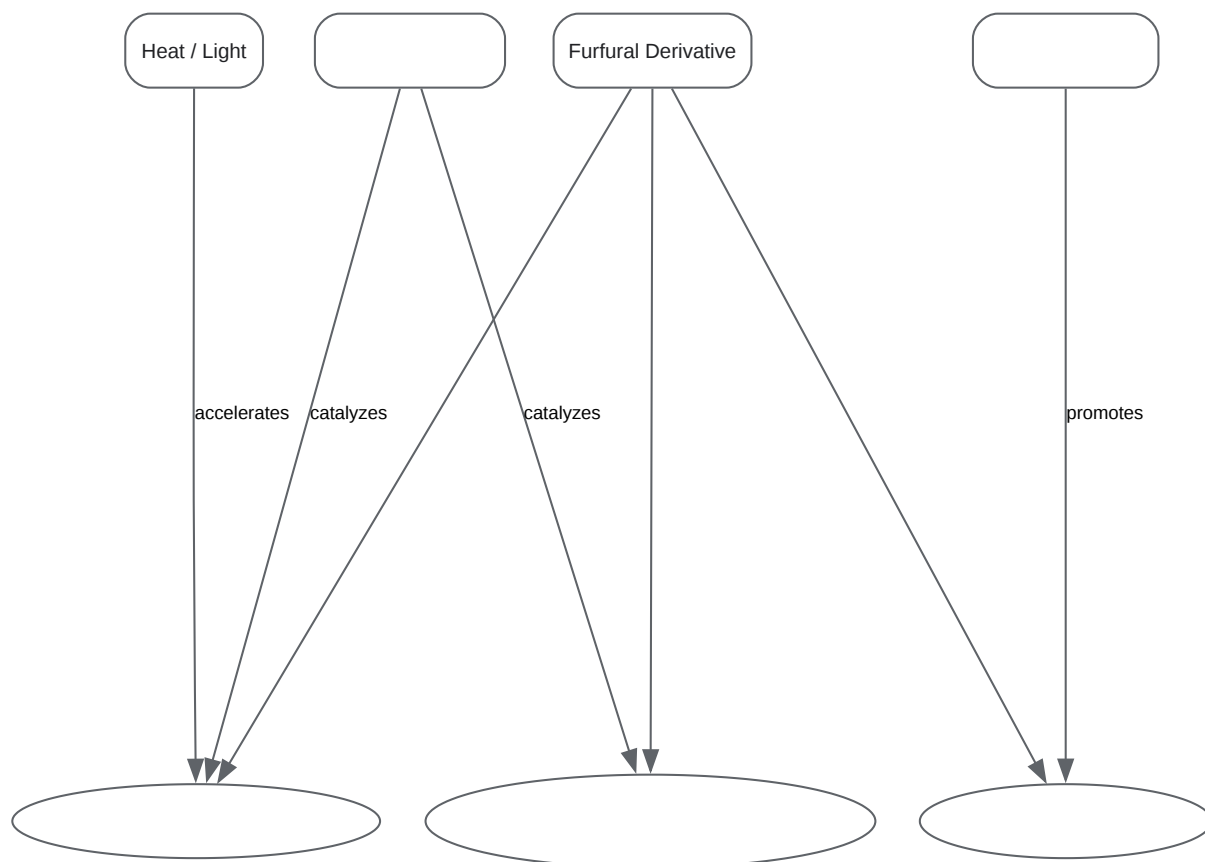 Heat / Light
Furfural Derivative
accelerates
catalyzes
catalyzes
promotes